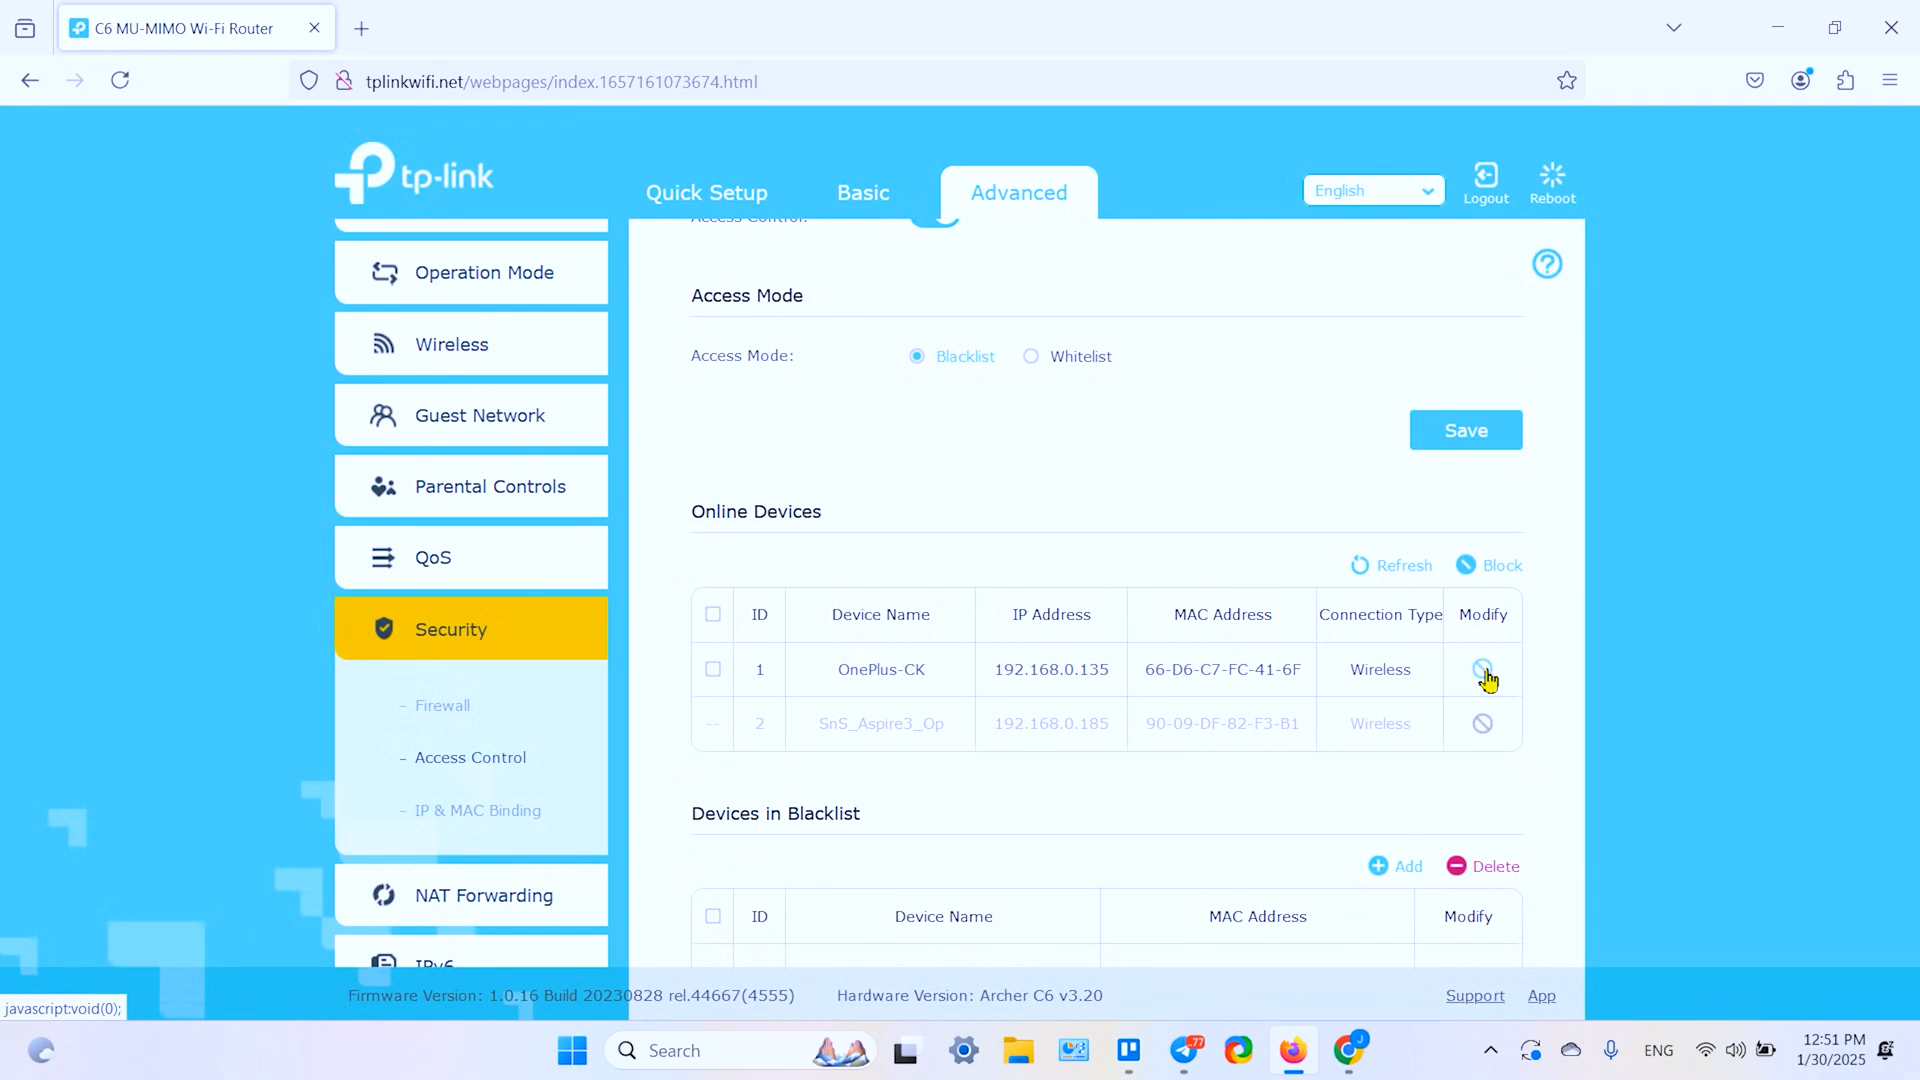 C6 MU-MIMO Wi-Fi Router
tplinkwifi.net/webpages/index.1657161073674.html
tp-link
Quick Setup
Basic
Advanced
English
Logout
Reboot
Access Control:
Operation Mode
Wireless
Guest Network
Parental Controls
QoS
Security
- Firewall
- Access Control
- IP & MAC Binding
NAT Forwarding
IPv6
Access Mode
Access Mode: Blacklist Whitelist
Save
Online Devices
Refresh Block
ID Device Name IP Address MAC Address Connection Type Modify
1 OnePlus-CK 192.168.0.135 66-D6-C7-FC-41-6F Wireless
-- 2 SnS_Aspire3_Op 192.168.0.185 90-09-DF-82-F3-B1 Wireless
Devices in Blacklist
Add Delete
ID Device Name MAC Address Modify
Firmware Version: 1.0.16 Build 20230828 rel.44667(4555) Hardware Version: Archer C6 v3.20 Support App
javascript:void(0);
Search
77
J
ENG
12:51 PM
1/30/2025